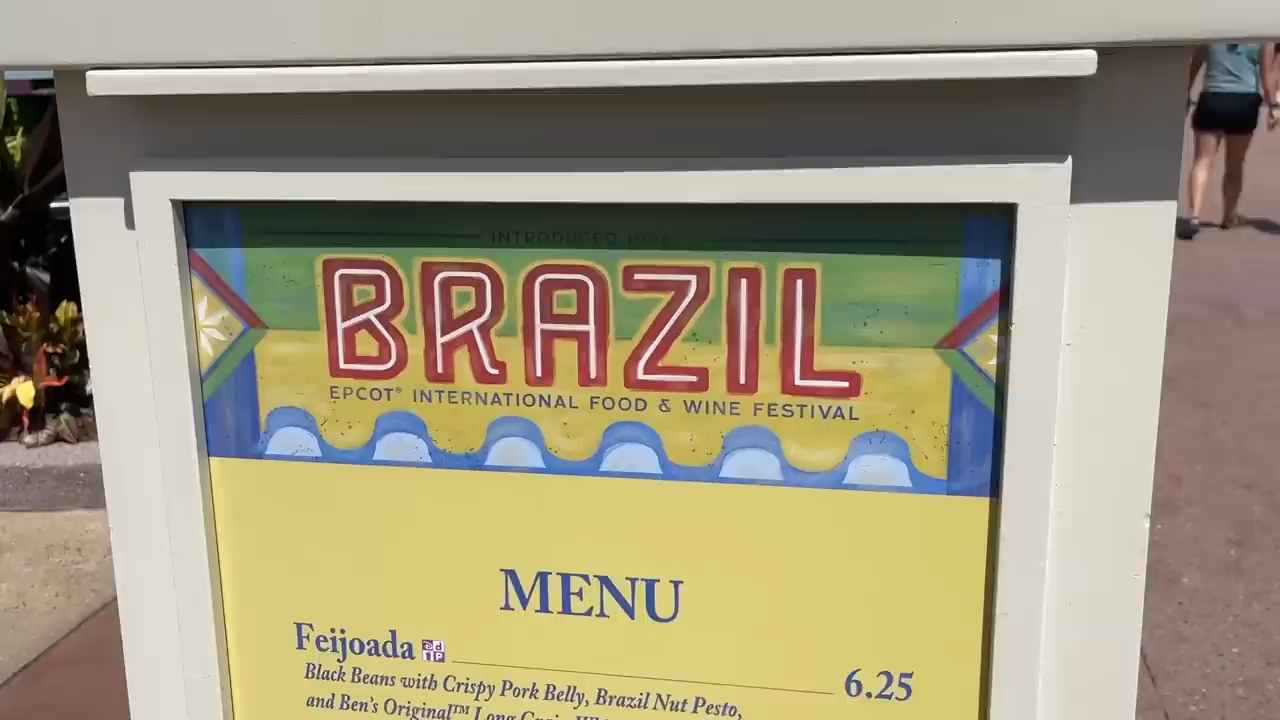 INTRODUCED
BRAZIL
EPCOT® INTERNATIONAL FOOD & WINE FESTIVAL
MENU
Feijoada 6.25
Black Beans with Crispy Pork Belly, Brazil Nut Pesto,
and Ben's Original™ Long Grain